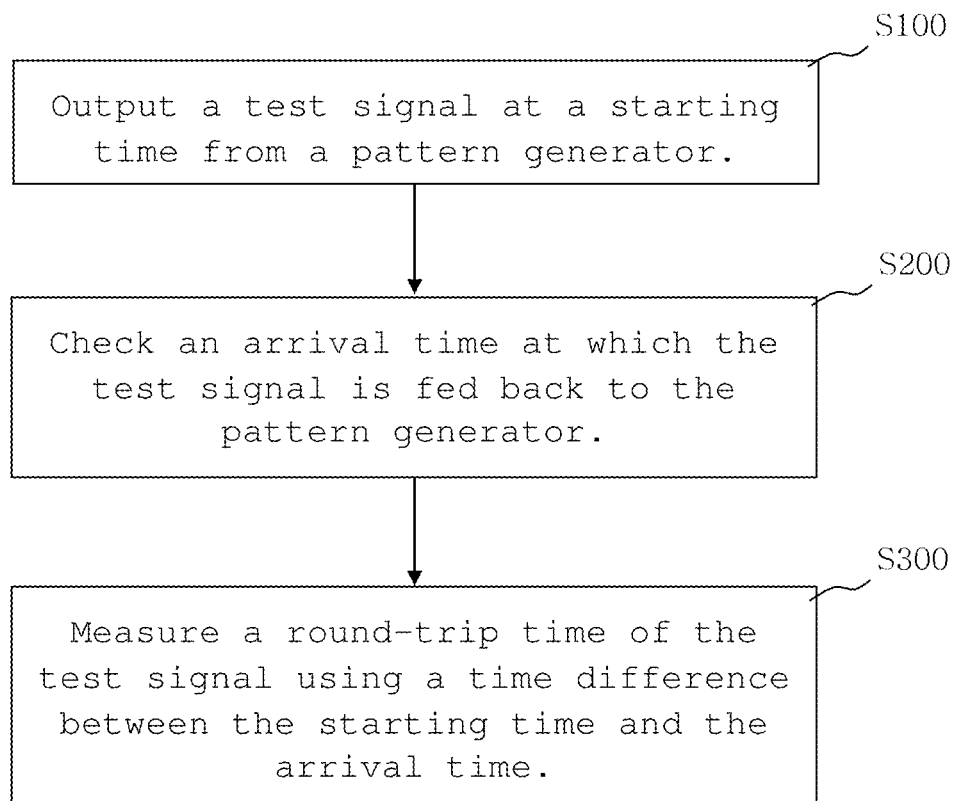 S100
Output a test signal at a starting
time from a pattern generator.
S200
Check an arrival time at which the
test signal is fed back to the
pattern generator.
S300
Measure a round-trip time of the
test signal using a time difference
between the starting time and the
arrival time.